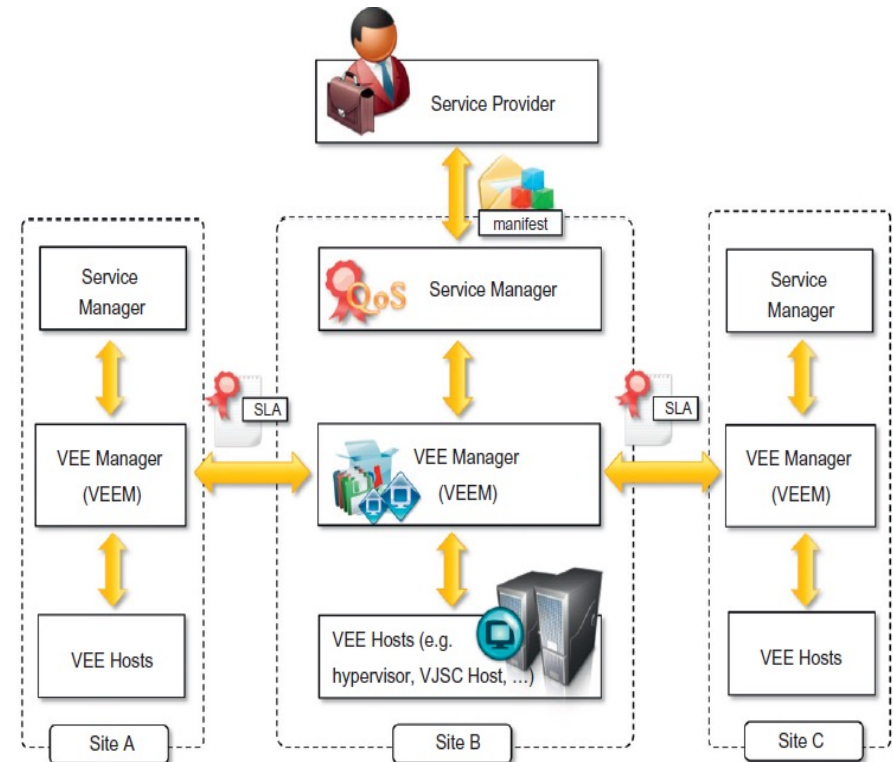 Service Provider
manifest
Service
Manager
QoS
Service Manager
Service
Manager
SLA
SLA
VEE Manager
(VEEM)
VEE Manager
(VEEM)
VEE Manager
(VEEM)
VEE Hosts
VEE Hosts (e.g.
hypervisor, VJSC Host, ...)
VEE Hosts
Site A
Site B
Site C